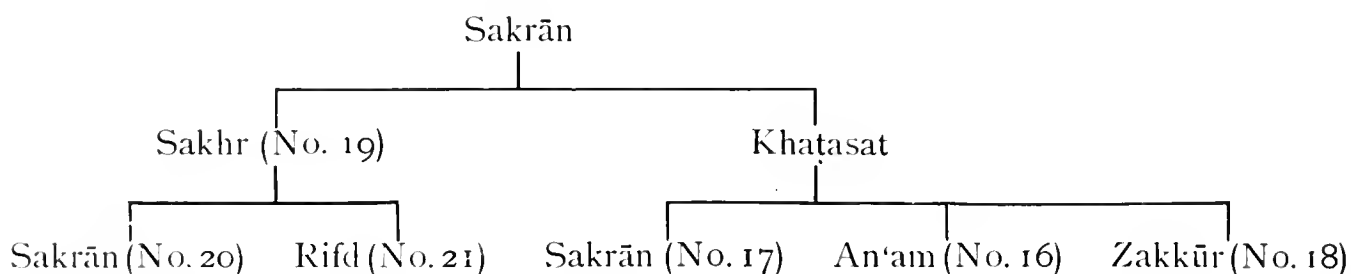 Sakrān
Sakhr (No. 19) Khaṭasat
Sakrān (No. 20) Rifd (No. 21) Sakrān (No. 17) An‘am (No. 16) Zakkūr (No. 18)